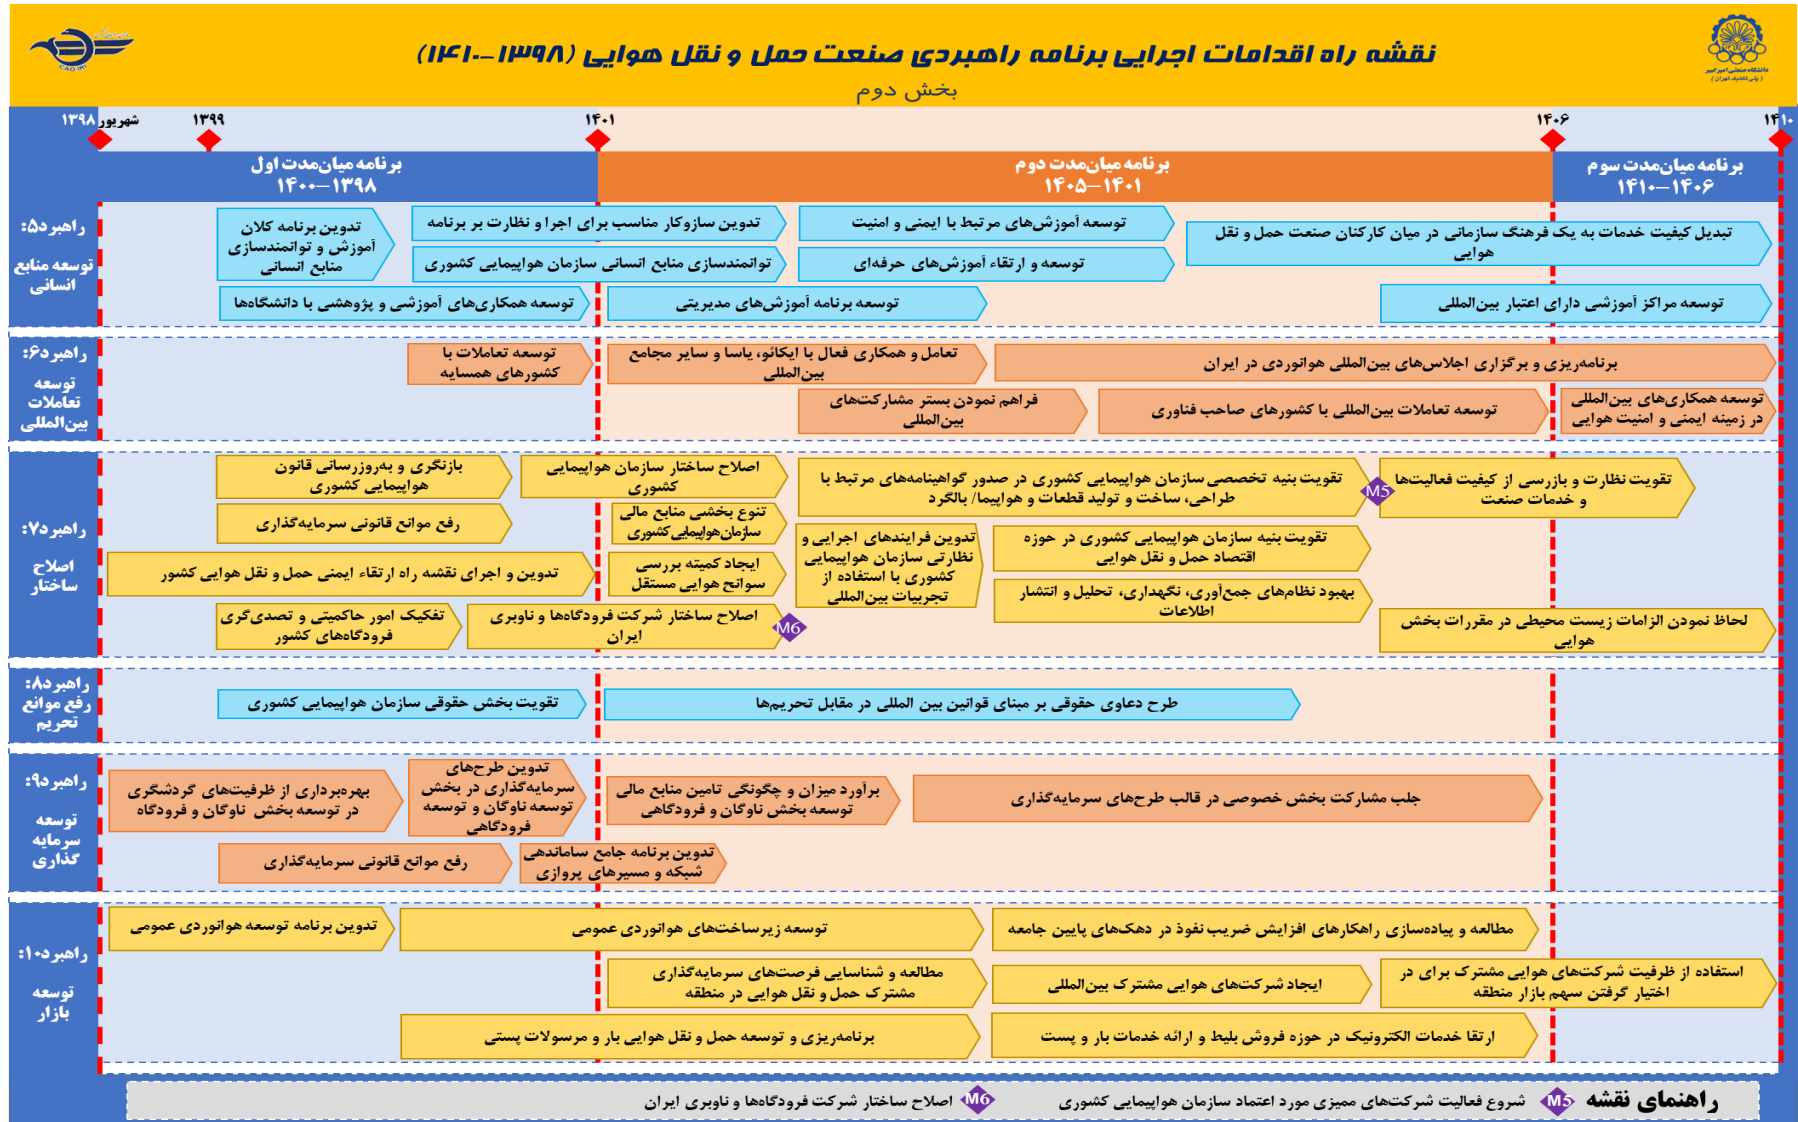 نقشه راه اقدامات اجرایی برنامه راهبردی صنعت حمل و نقل هوایی (۱۳۹۸-۱۴۱۰)
بخش دوم
دانشگاه صنعتی امیرکبیر
(پلی تکنیک تهران)
CAO.IRI
شهریور ۱۳۹۸
۱۳۹۹
۱۴۰۱
۱۴۰۶
۱۴۱۰
برنامه میان‌مدت اول
۱۳۹۸-۱۴۰۰
برنامه میان‌مدت دوم
۱۴۰۱-۱۴۰۵
برنامه میان‌مدت سوم
۱۴۰۶-۱۴۱۰
راهبرد۵:
توسعه منابع
انسانی
تدوین برنامه کلان
آموزش و توانمندسازی
منابع انسانی
تدوین سازوکار مناسب برای اجرا و نظارت بر برنامه
توسعه آموزش‌های مرتبط با ایمنی و امنیت
تبدیل کیفیت خدمات به یک فرهنگ سازمانی در میان کارکنان صنعت حمل و نقل
هوایی
توانمندسازی منابع انسانی سازمان هواپیمایی کشوری
توسعه و ارتقاء آموزش‌های حرفه‌ای
توسعه همکاری‌های آموزشی و پژوهشی با دانشگاه‌ها
توسعه برنامه آموزش‌های مدیریتی
توسعه مراکز آموزشی دارای اعتبار بین‌المللی
راهبرد۶:
توسعه
تعاملات
بین‌المللی
توسعه تعاملات با
کشورهای همسایه
تعامل و همکاری فعال با ایکائو، یاسا و سایر مجامع
بین‌المللی
برنامه‌ریزی و برگزاری اجلاس‌های بین‌المللی هوانوردی در ایران
فراهم نمودن بستر مشارکت‌های
بین‌المللی
توسعه تعاملات بین‌المللی با کشورهای صاحب فناوری
توسعه همکاری‌های بین‌المللی
در زمینه ایمنی و امنیت هوایی
راهبرد۷:
اصلاح
ساختار
بازنگری و به‌روزرسانی قانون
هواپیمایی کشوری
اصلاح ساختار سازمان هواپیمایی
کشوری
تقویت بنیه تخصصی سازمان هواپیمایی کشوری در صدور گواهینامه‌های مرتبط با
طراحی، ساخت و تولید قطعات و هواپیما/ بالگرد
M5
تقویت نظارت و بازرسی از کیفیت فعالیت‌ها
و خدمات صنعت
رفع موانع قانونی سرمایه‌گذاری
تنوع بخشی منابع مالی
سازمان‌هواپیمایی‌کشوری
تدوین فرایندهای اجرایی و
نظارتی سازمان هواپیمایی
کشوری با استفاده از
تجربیات بین‌المللی
تقویت بنیه سازمان هواپیمایی کشوری در حوزه
اقتصاد حمل و نقل هوایی
تدوین و اجرای نقشه راه ارتقاء ایمنی حمل و نقل هوایی کشور
ایجاد کمیته بررسی
سوانح هوایی مستقل
بهبود نظام‌های جمع‌آوری، نگهداری، تحلیل و انتشار
اطلاعات
تفکیک امور حاکمیتی و تصدی‌گری
فرودگاه‌های کشور
اصلاح ساختار شرکت فرودگاه‌ها و ناوبری
ایران
M6
لحاظ نمودن الزامات زیست محیطی در مقررات بخش
هوایی
راهبرد۸:
رفع موانع
تحریم
تقویت بخش حقوقی سازمان هواپیمایی کشوری
طرح دعاوی حقوقی بر مبنای قوانین بین المللی در مقابل تحریم‌ها
راهبرد۹:
توسعه
سرمایه
گذاری
بهره‌برداری از ظرفیت‌های گردشگری
در توسعه بخش ناوگان و فرودگاه
تدوین طرح‌های
سرمایه‌گذاری در بخش
توسعه ناوگان و توسعه
فرودگاهی
برآورد میزان و چگونگی تامین منابع مالی
توسعه بخش ناوگان و فرودگاهی
جلب مشارکت بخش خصوصی در قالب طرح‌های سرمایه‌گذاری
رفع موانع قانونی سرمایه‌گذاری
تدوین برنامه جامع ساماندهی
شبکه و مسیرهای پروازی
راهبرد۱۰:
توسعه
بازار
تدوین برنامه توسعه هوانوردی عمومی
توسعه زیرساخت‌های هوانوردی عمومی
مطالعه و پیاده‌سازی راهکارهای افزایش ضریب نفوذ در دهک‌های پایین جامعه
مطالعه و شناسایی فرصت‌های سرمایه‌گذاری
مشترک حمل و نقل هوایی در منطقه
ایجاد شرکت‌های هوایی مشترک بین‌المللی
استفاده از ظرفیت شرکت‌های هوایی مشترک برای در
اختیار گرفتن سهم بازار منطقه
برنامه‌ریزی و توسعه حمل و نقل هوایی بار و مرسولات پستی
ارتقا خدمات الکترونیک در حوزه فروش بلیط و ارائه خدمات بار و پست
راهنمای نقشه
M5 شروع فعالیت شرکت‌های ممیزی مورد اعتماد سازمان هواپیمایی کشوری
M6 اصلاح ساختار شرکت فرودگاه‌ها و ناوبری ایران